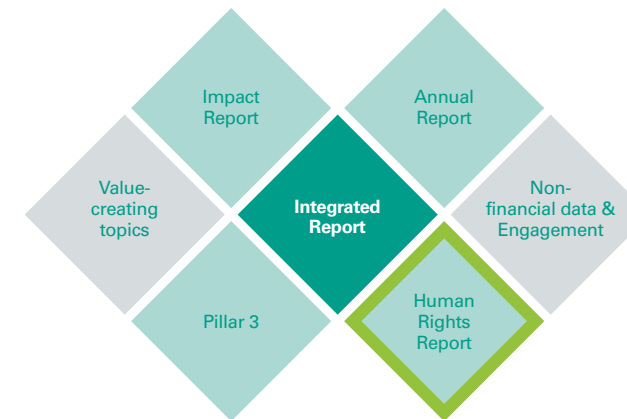 Impact
Report
Annual
Report
Value-
creating
topics
Integrated
Report
Non-
financial data &
Engagement
Pillar 3
Human
Rights
Report